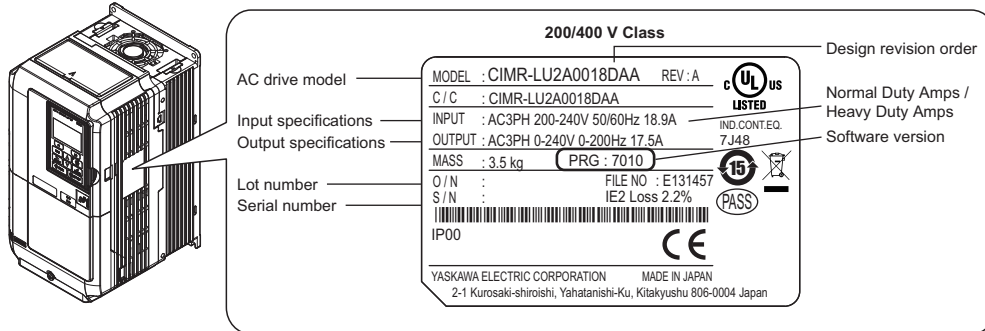 200/400 V Class
AC drive model
Input specifications
Output specifications
Lot number
Serial number
MODEL : CIMR-LU2A0018DAA REV : A
C / C : CIMR-LU2A0018DAA
INPUT : AC3PH 200-240V 50/60Hz 18.9A
OUTPUT : AC3PH 0-240V 0-200Hz 17.5A
MASS : 3.5 kg PRG : 7010
O / N : FILE NO : E131457
S / N : IE2 Loss 2.2%
IP00
CE
YASKAWA ELECTRIC CORPORATION MADE IN JAPAN
2-1 Kurosaki-shiroishi, Yahatanishi-Ku, Kitakyushu 806-0004 Japan
C UL US
LISTED
IND.CONT.EQ.
7J48
15
PASS
Design revision order
Normal Duty Amps /
Heavy Duty Amps
Software version